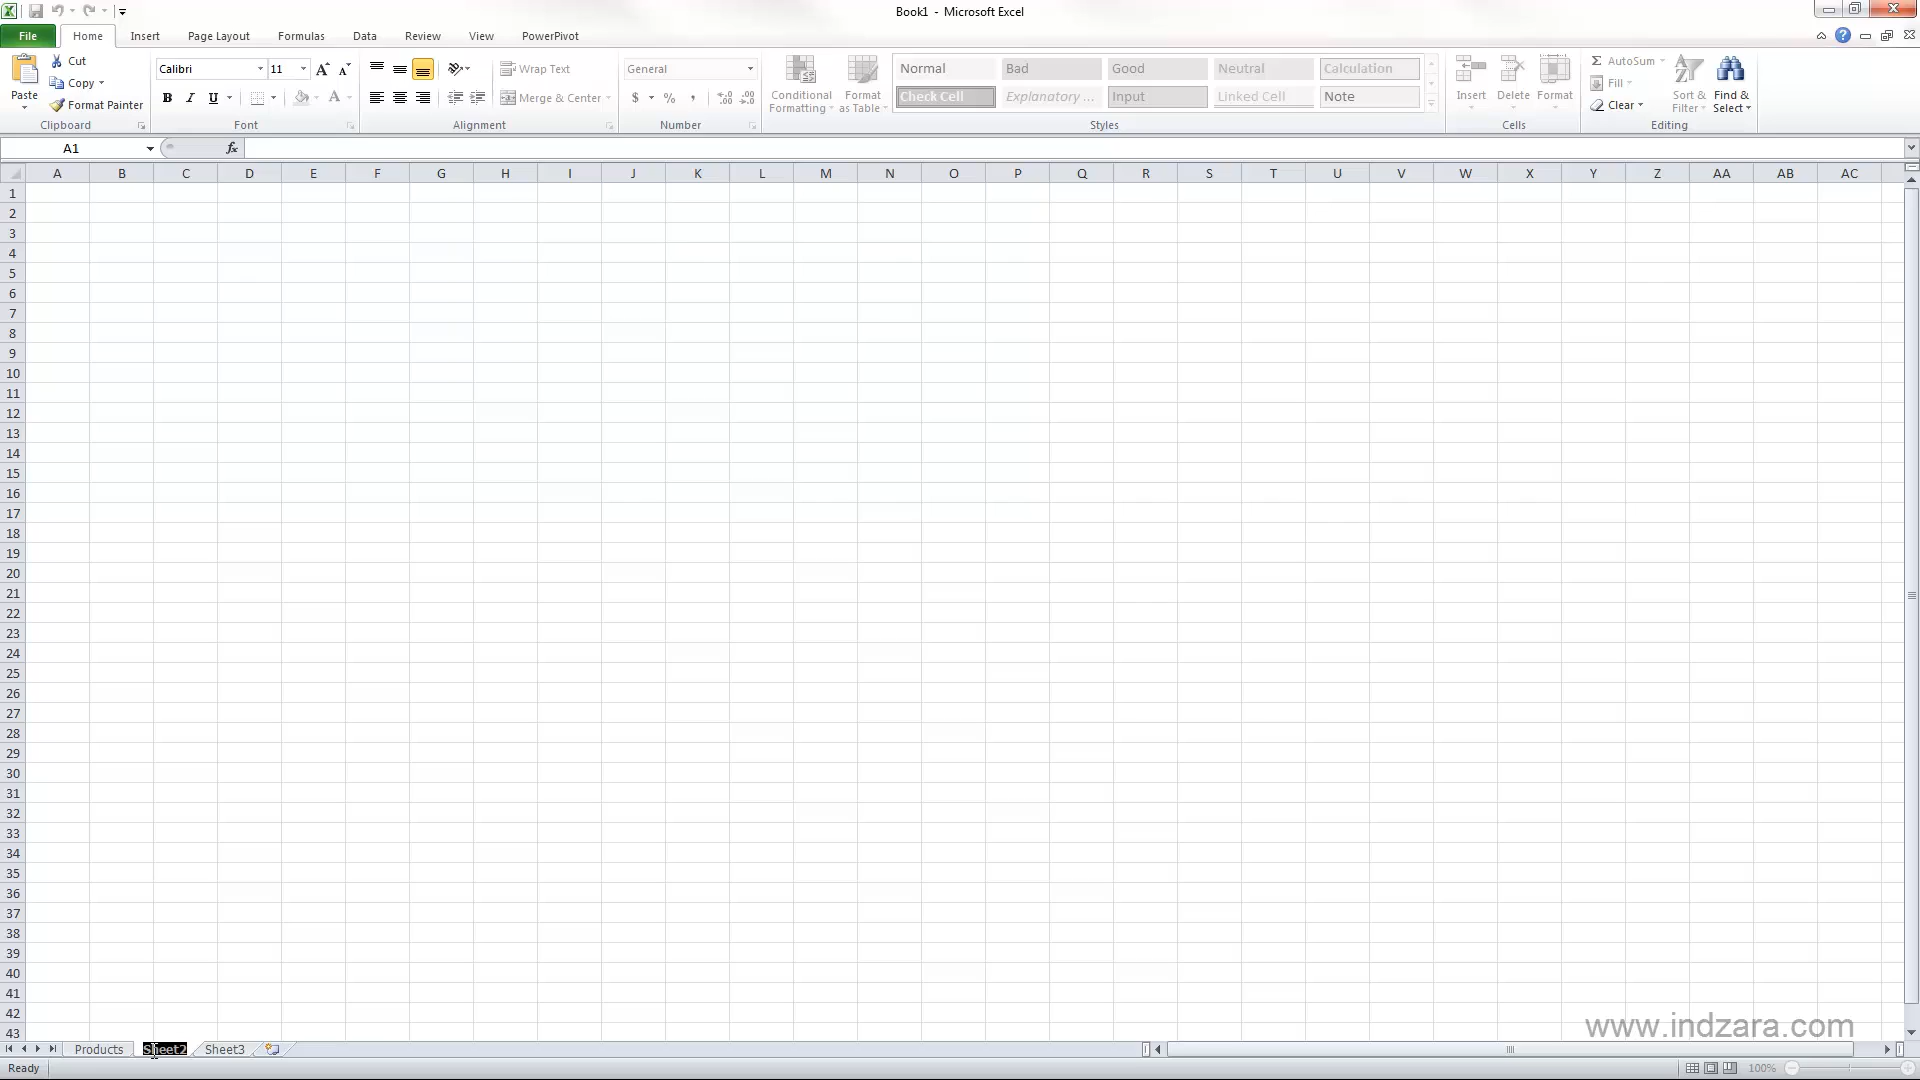 Book1 - Microsoft Excel
File Home Insert Page Layout Formulas Data Review View PowerPivot
Paste
Cut
Copy
Format Painter
Clipboard
Calibri 11
B I U
Font
Wrap Text
Merge & Center
Alignment
General
$ % ,
Number
Conditional Formatting
Format as Table
Normal Bad Good Neutral Calculation
Check Cell Explanatory ... Input Linked Cell Note
Styles
Insert Delete Format
Cells
Σ AutoSum
Fill
Clear
Sort & Filter
Find & Select
Editing
A1 fx
A B C D E F G H I J K L M N O P Q R S T U V W X Y Z AA AB AC
1
2
3
4
5
6
7
8
9
10
11
12
13
14
15
16
17
18
19
20
21
22
23
24
25
26
27
28
29
30
31
32
33
34
35
36
37
38
39
40
41
42
43
www.indzara.com
Products Sheet2 Sheet3
Ready 100%